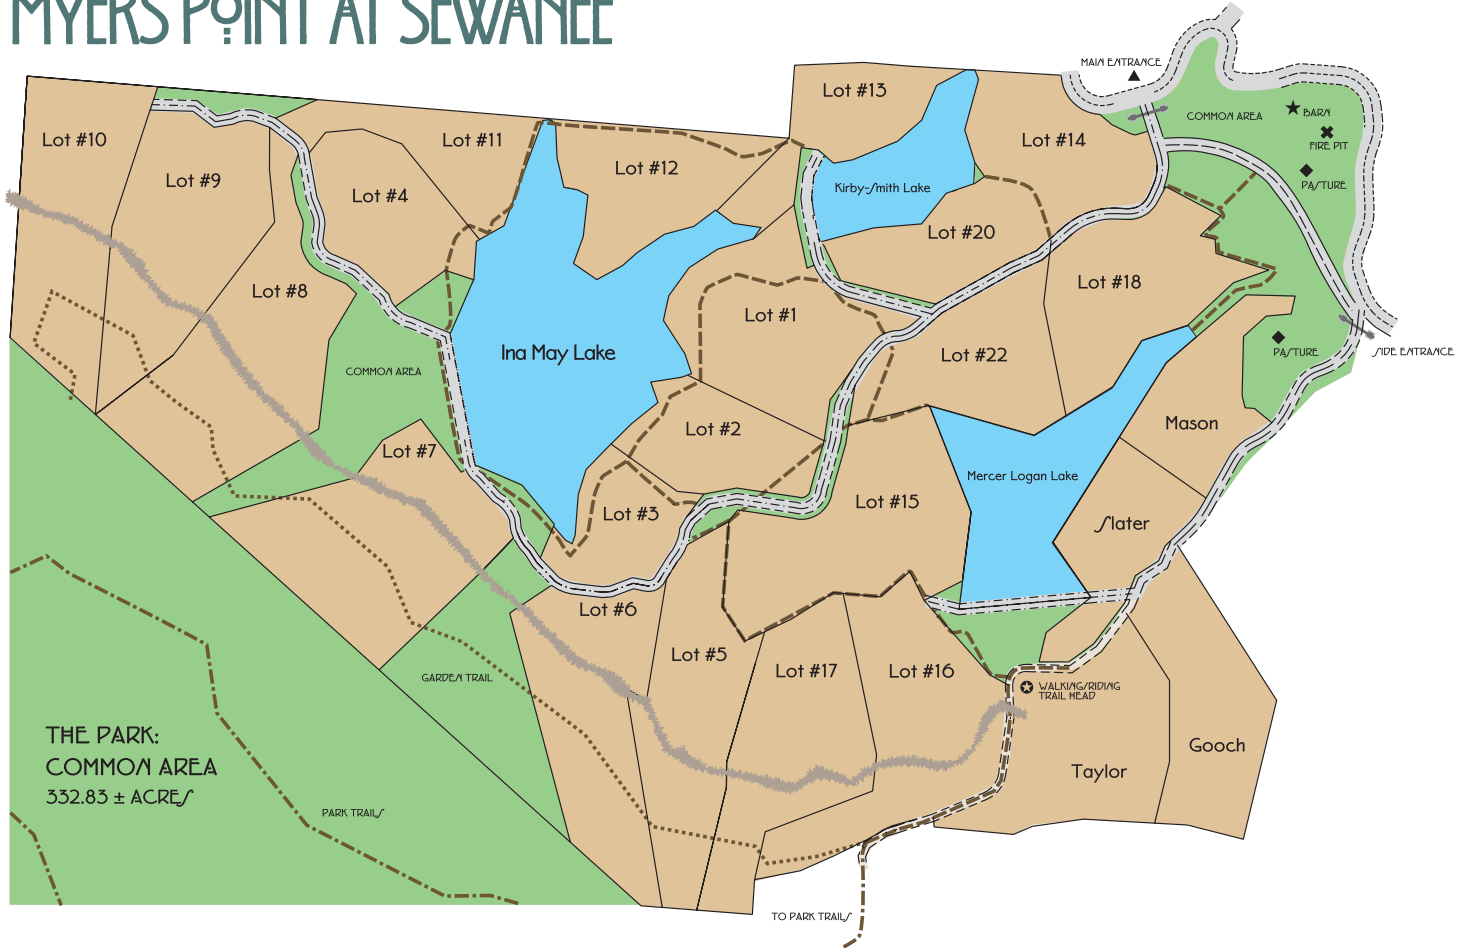 MYERS POINT AT SEWANEE
MAIN ENTRANCE
Lot #13
Lot #10
Lot #11
Lot #14
COMMON AREA
BARN
FIRE PIT
PASTURE
Lot #9
Lot #4
Lot #12
Kirby-Smith Lake
Lot #20
Lot #8
Lot #18
Lot #1
Ina May Lake
Lot #22
PASTURE
SIDE ENTRANCE
COMMON AREA
Lot #7
Lot #2
Mason
Mercer Logan Lake
Lot #3
Lot #15
Slater
Lot #6
Lot #5
Lot #17
Lot #16
GARDEN TRAIL
WALKING/RIDING
TRAIL HEAD
THE PARK:
COMMON AREA
332.83 ± ACRES
Gooch
Taylor
PARK TRAILS
TO PARK TRAILS